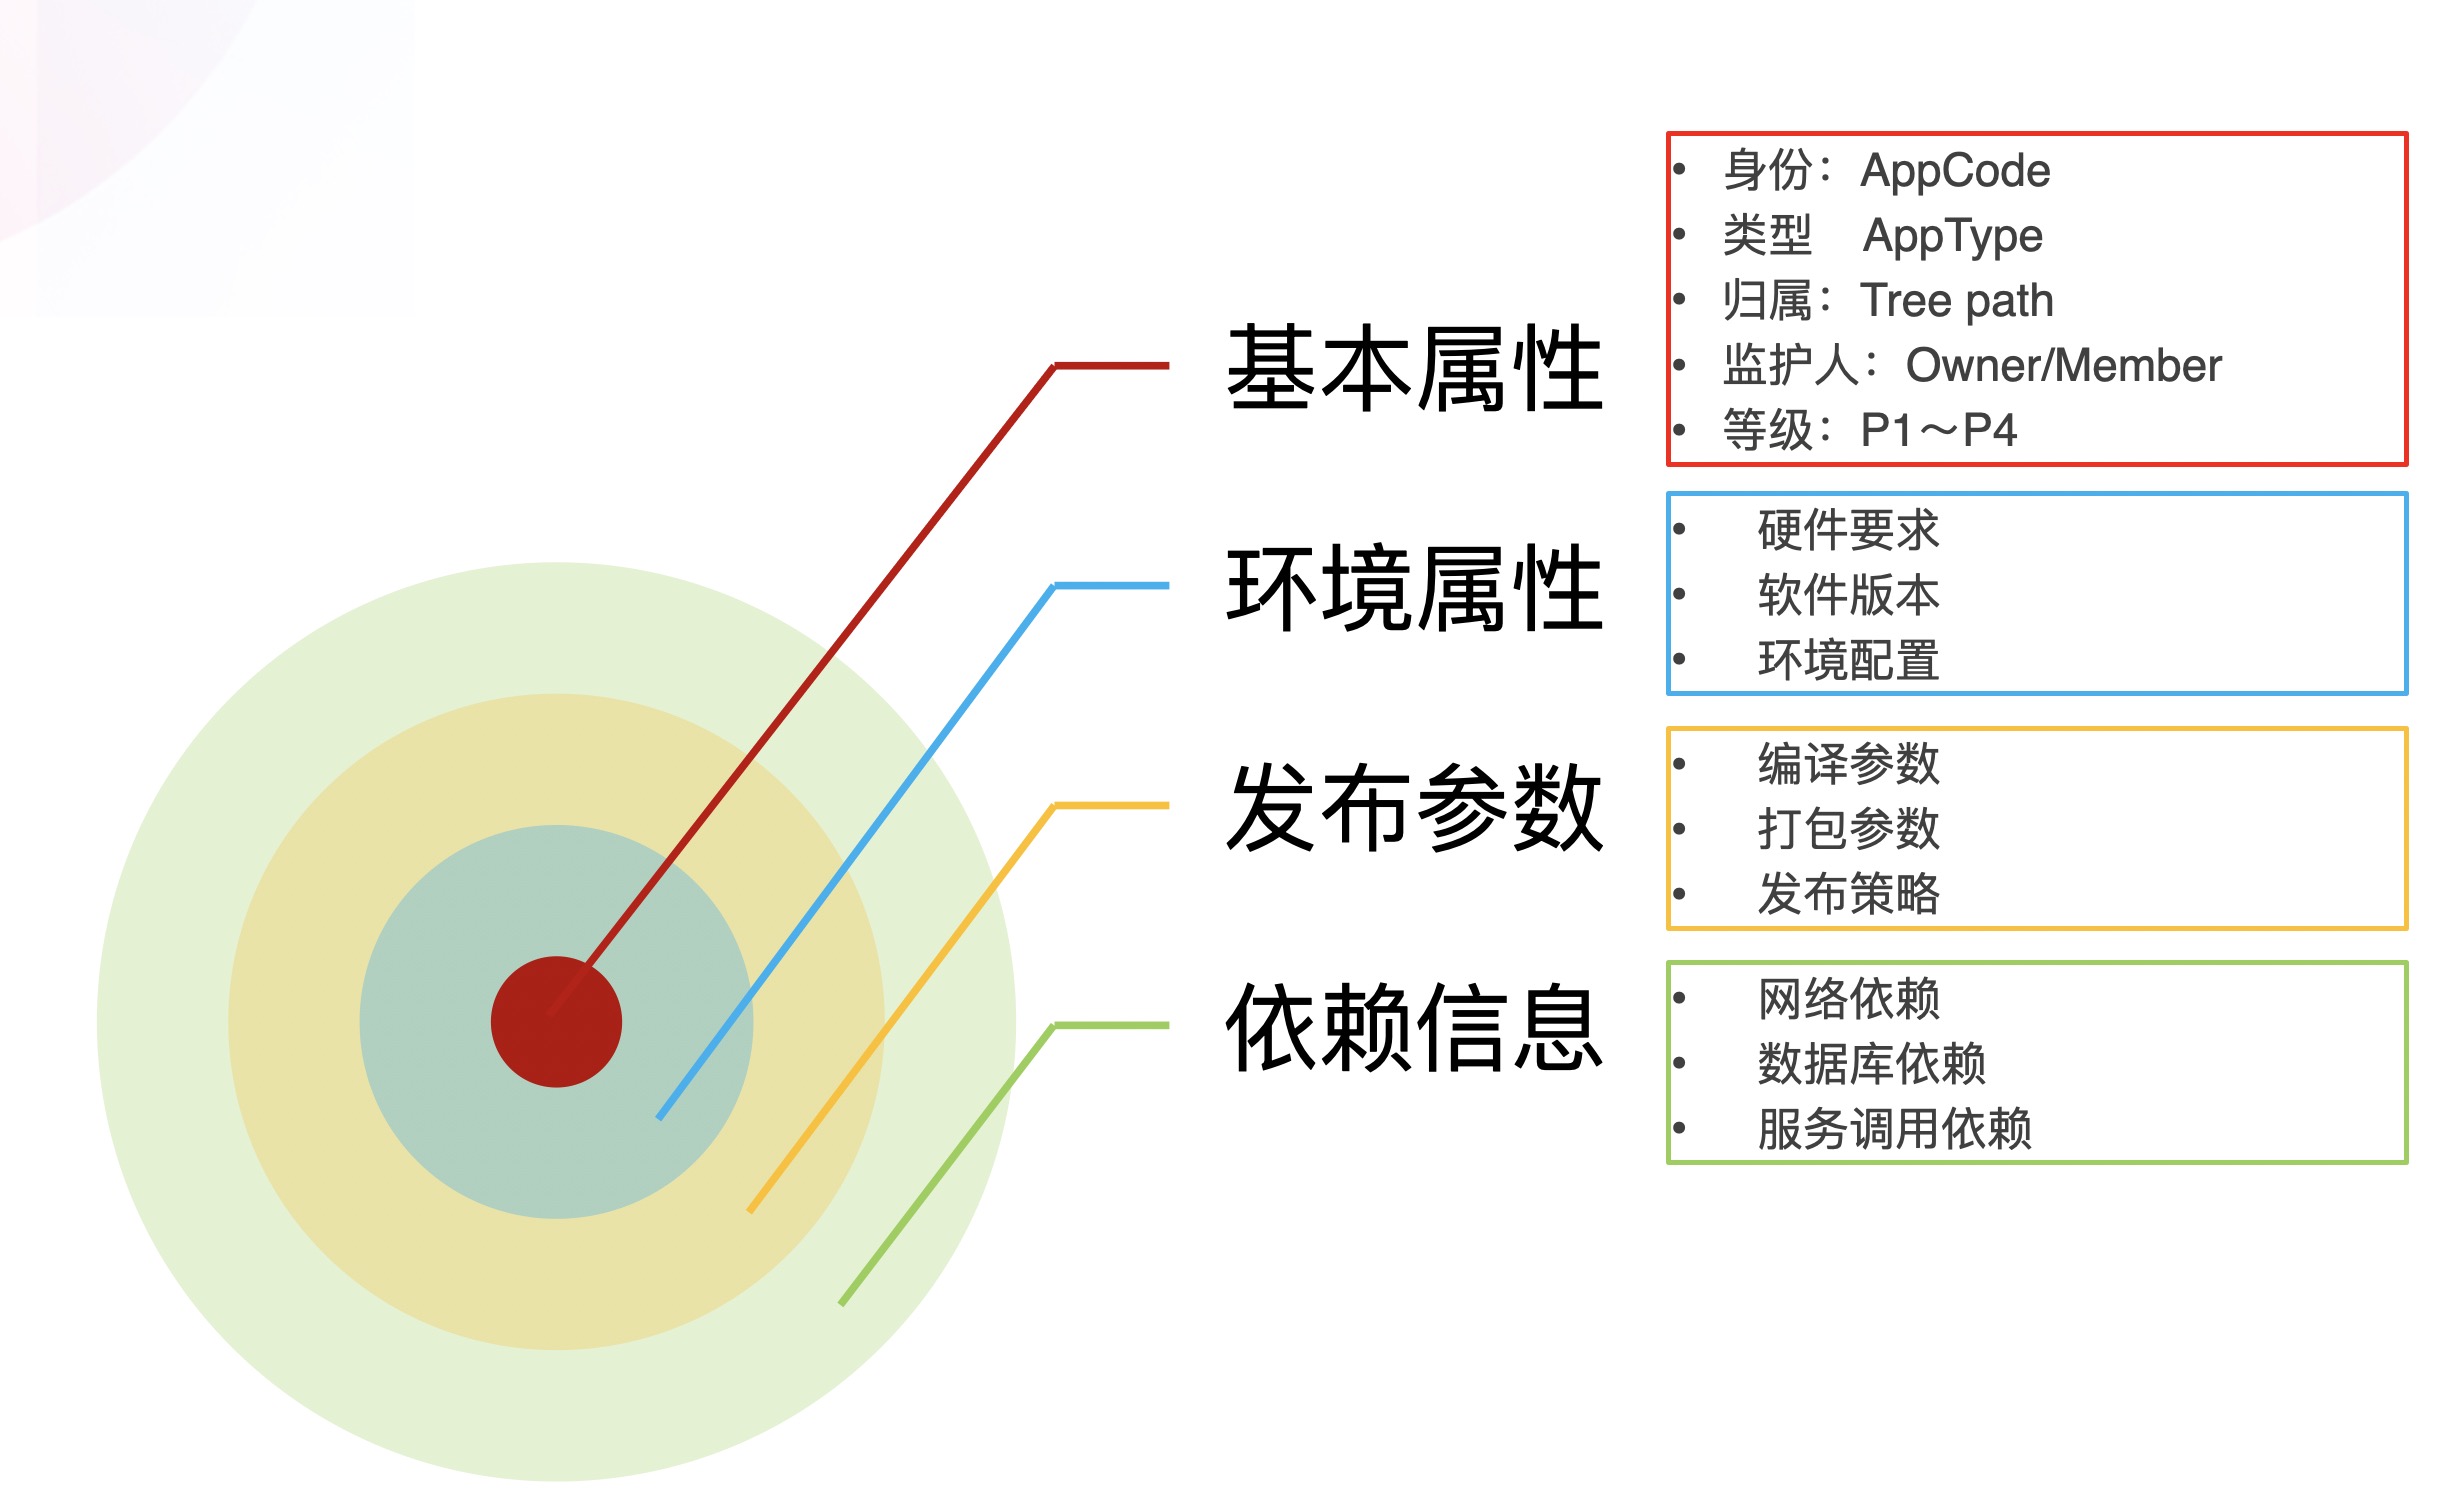 基本属性
• 身份：AppCode
• 类型 AppType
• 归属：Tree path
• 监护人：Owner/Member
• 等级：P1～P4
环境属性
• 硬件要求
• 软件版本
• 环境配置
发布参数
• 编译参数
• 打包参数
• 发布策略
依赖信息
• 网络依赖
• 数据库依赖
• 服务调用依赖